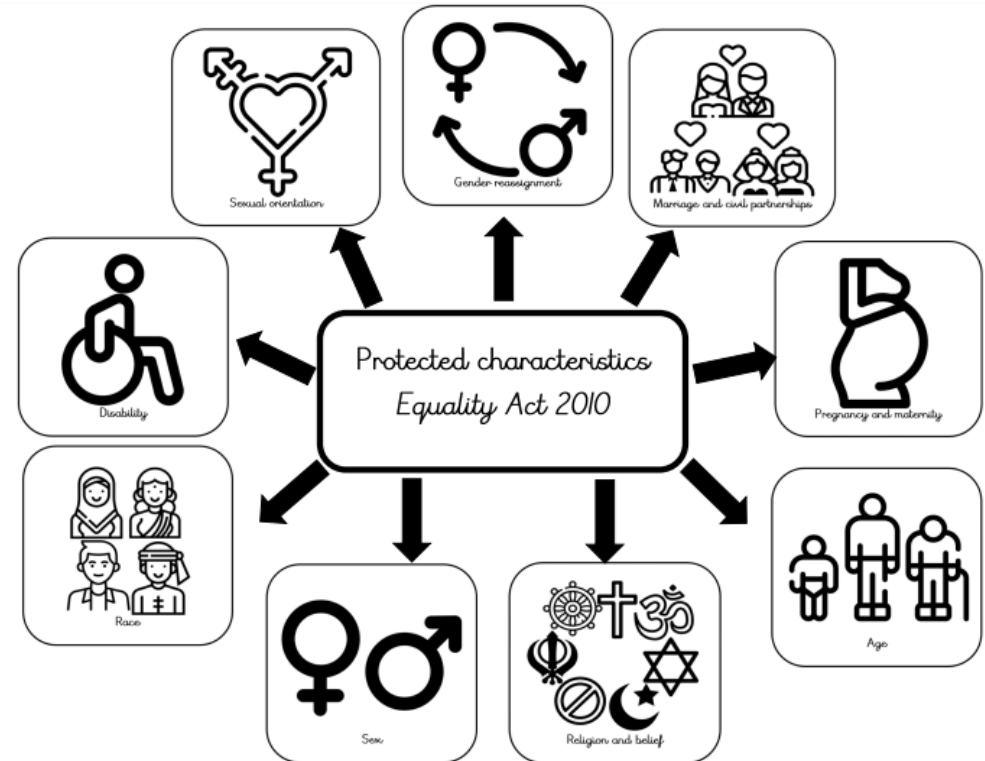 Sexual orientation
Gender reassignment
Marriage and civil partnerships
Disability
Protected characteristics
Equality Act 2010
Pregnancy and maternity
Race
Age
Sex
Religion and belief